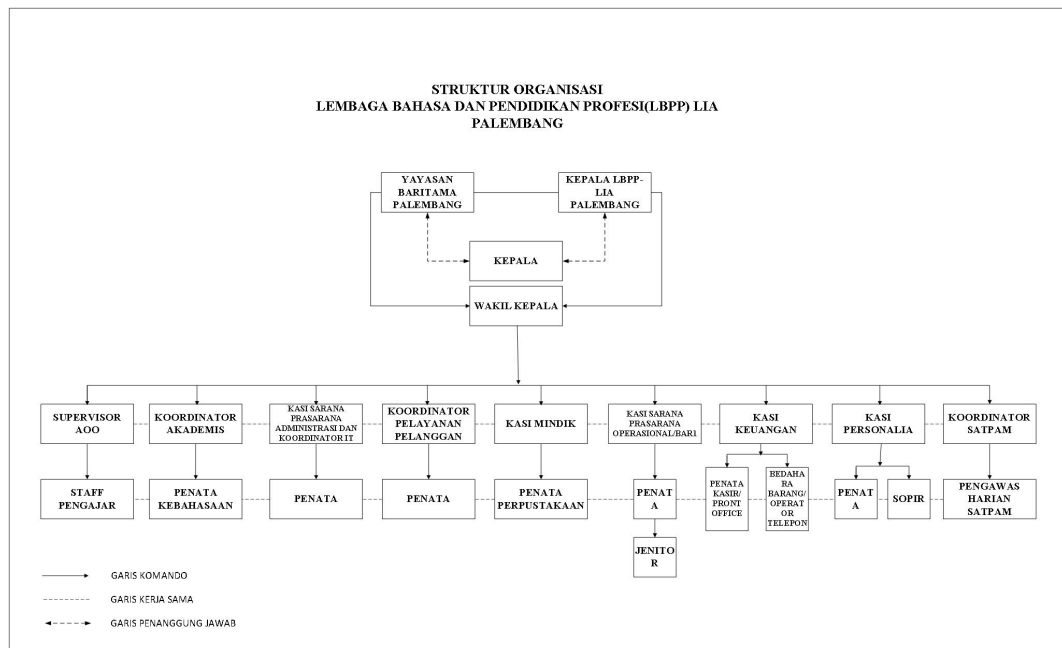 STRUKTUR ORGANISASI
LEMBAGA BAHASA DAN PENDIDIKAN PROFESI(LBPP) LIA
PALEMBANG
YAYASAN
BARITAMA
PALEMBANG
KEPALA LBPP-
LIA
PALEMBANG
KEPALA
WAKIL KEPALA
SUPERVISOR
AOO
KOORDINATOR
AKADEMIS
KASI SARANA
PRASARANA
ADMINISTRASI DAN
KOORDINATOR IT
KOORDINATOR
PELAYANAN
PELANGGAN
KASI MINDIK
KASI SARANA
PRASARANA
OPERASIONAL/BAR1
KASI
KEUANGAN
KASI
PERSONALIA
KOORDINATOR
SATPAM
STAFF
PENGAJAR
PENATA
KEBAHASAAN
PENATA
PENATA
PENATA
PERPUSTAKAAN
PENAT
A
PENATA
KASIR/
PRONT
OFFICE
BEDAHA
RA
BARANG/
OPERAT
OR
TELEPON
PENAT
A
SOPIR
PENGAWAS
HARIAN
SATPAM
JENITO
R
GARIS KOMANDO
GARIS KERJA SAMA
GARIS PENANGGUNG JAWAB